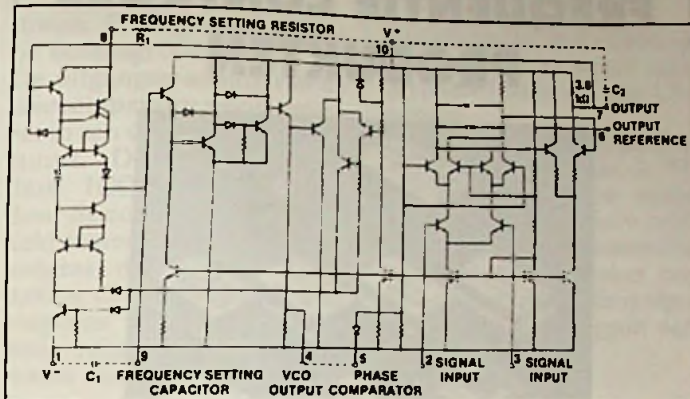 FREQUENCY SETTING RESISTOR
8
R1
V+
10
C2
3.6
kΩ
OUTPUT
7
OUTPUT
6
REFERENCE
1
9
4
5
2
3
V-
C1
FREQUENCY SETTING
CAPACITOR
VCO
OUTPUT
PHASE
COMPARATOR
SIGNAL
INPUT
SIGNAL
INPUT